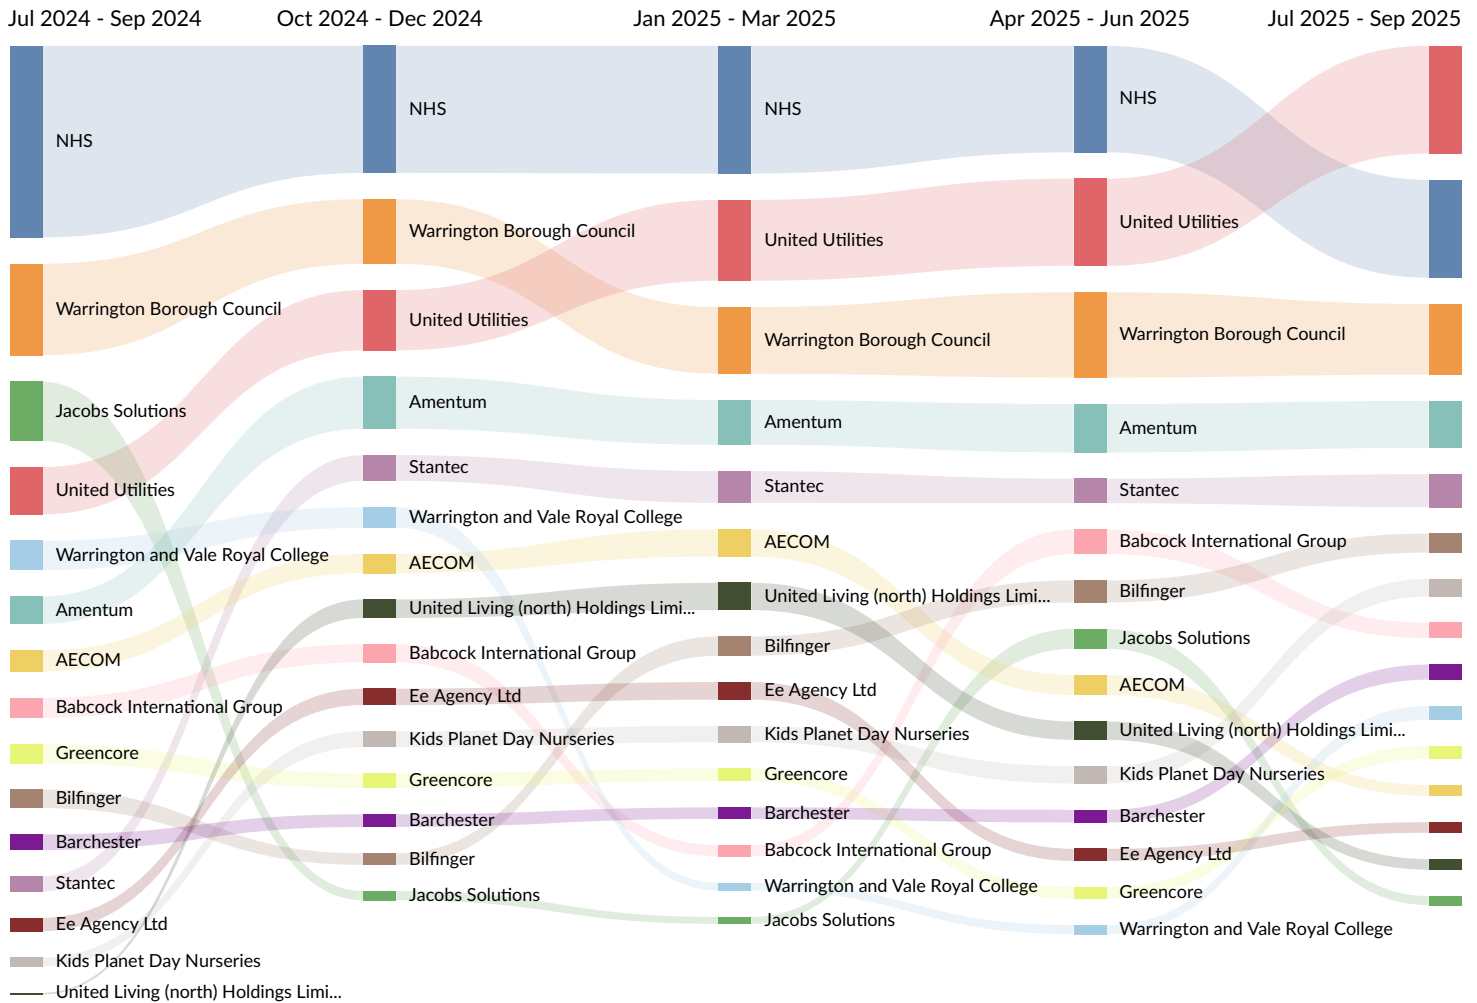 Jul 2024 - Sep 2024
Oct 2024 - Dec 2024
Jan 2025 - Mar 2025
Apr 2025 - Jun 2025
Jul 2025 - Sep 2025
NHS
Warrington Borough Council
Jacobs Solutions
United Utilities
Warrington and Vale Royal College
Amentum
AECOM
Babcock International Group
Greencore
Bilfinger
Barchester
Stantec
Ee Agency Ltd
Kids Planet Day Nurseries
United Living (north) Holdings Limi...
NHS
Warrington Borough Council
United Utilities
Amentum
Stantec
Warrington and Vale Royal College
AECOM
United Living (north) Holdings Limi...
Babcock International Group
Ee Agency Ltd
Kids Planet Day Nurseries
Greencore
Barchester
Bilfinger
Jacobs Solutions
NHS
United Utilities
Warrington Borough Council
Amentum
Stantec
AECOM
United Living (north) Holdings Limi...
Bilfinger
Ee Agency Ltd
Kids Planet Day Nurseries
Greencore
Barchester
Babcock International Group
Warrington and Vale Royal College
Jacobs Solutions
NHS
United Utilities
Warrington Borough Council
Amentum
Stantec
Babcock International Group
Bilfinger
Jacobs Solutions
AECOM
United Living (north) Holdings Limi...
Kids Planet Day Nurseries
Barchester
Ee Agency Ltd
Greencore
Warrington and Vale Royal College